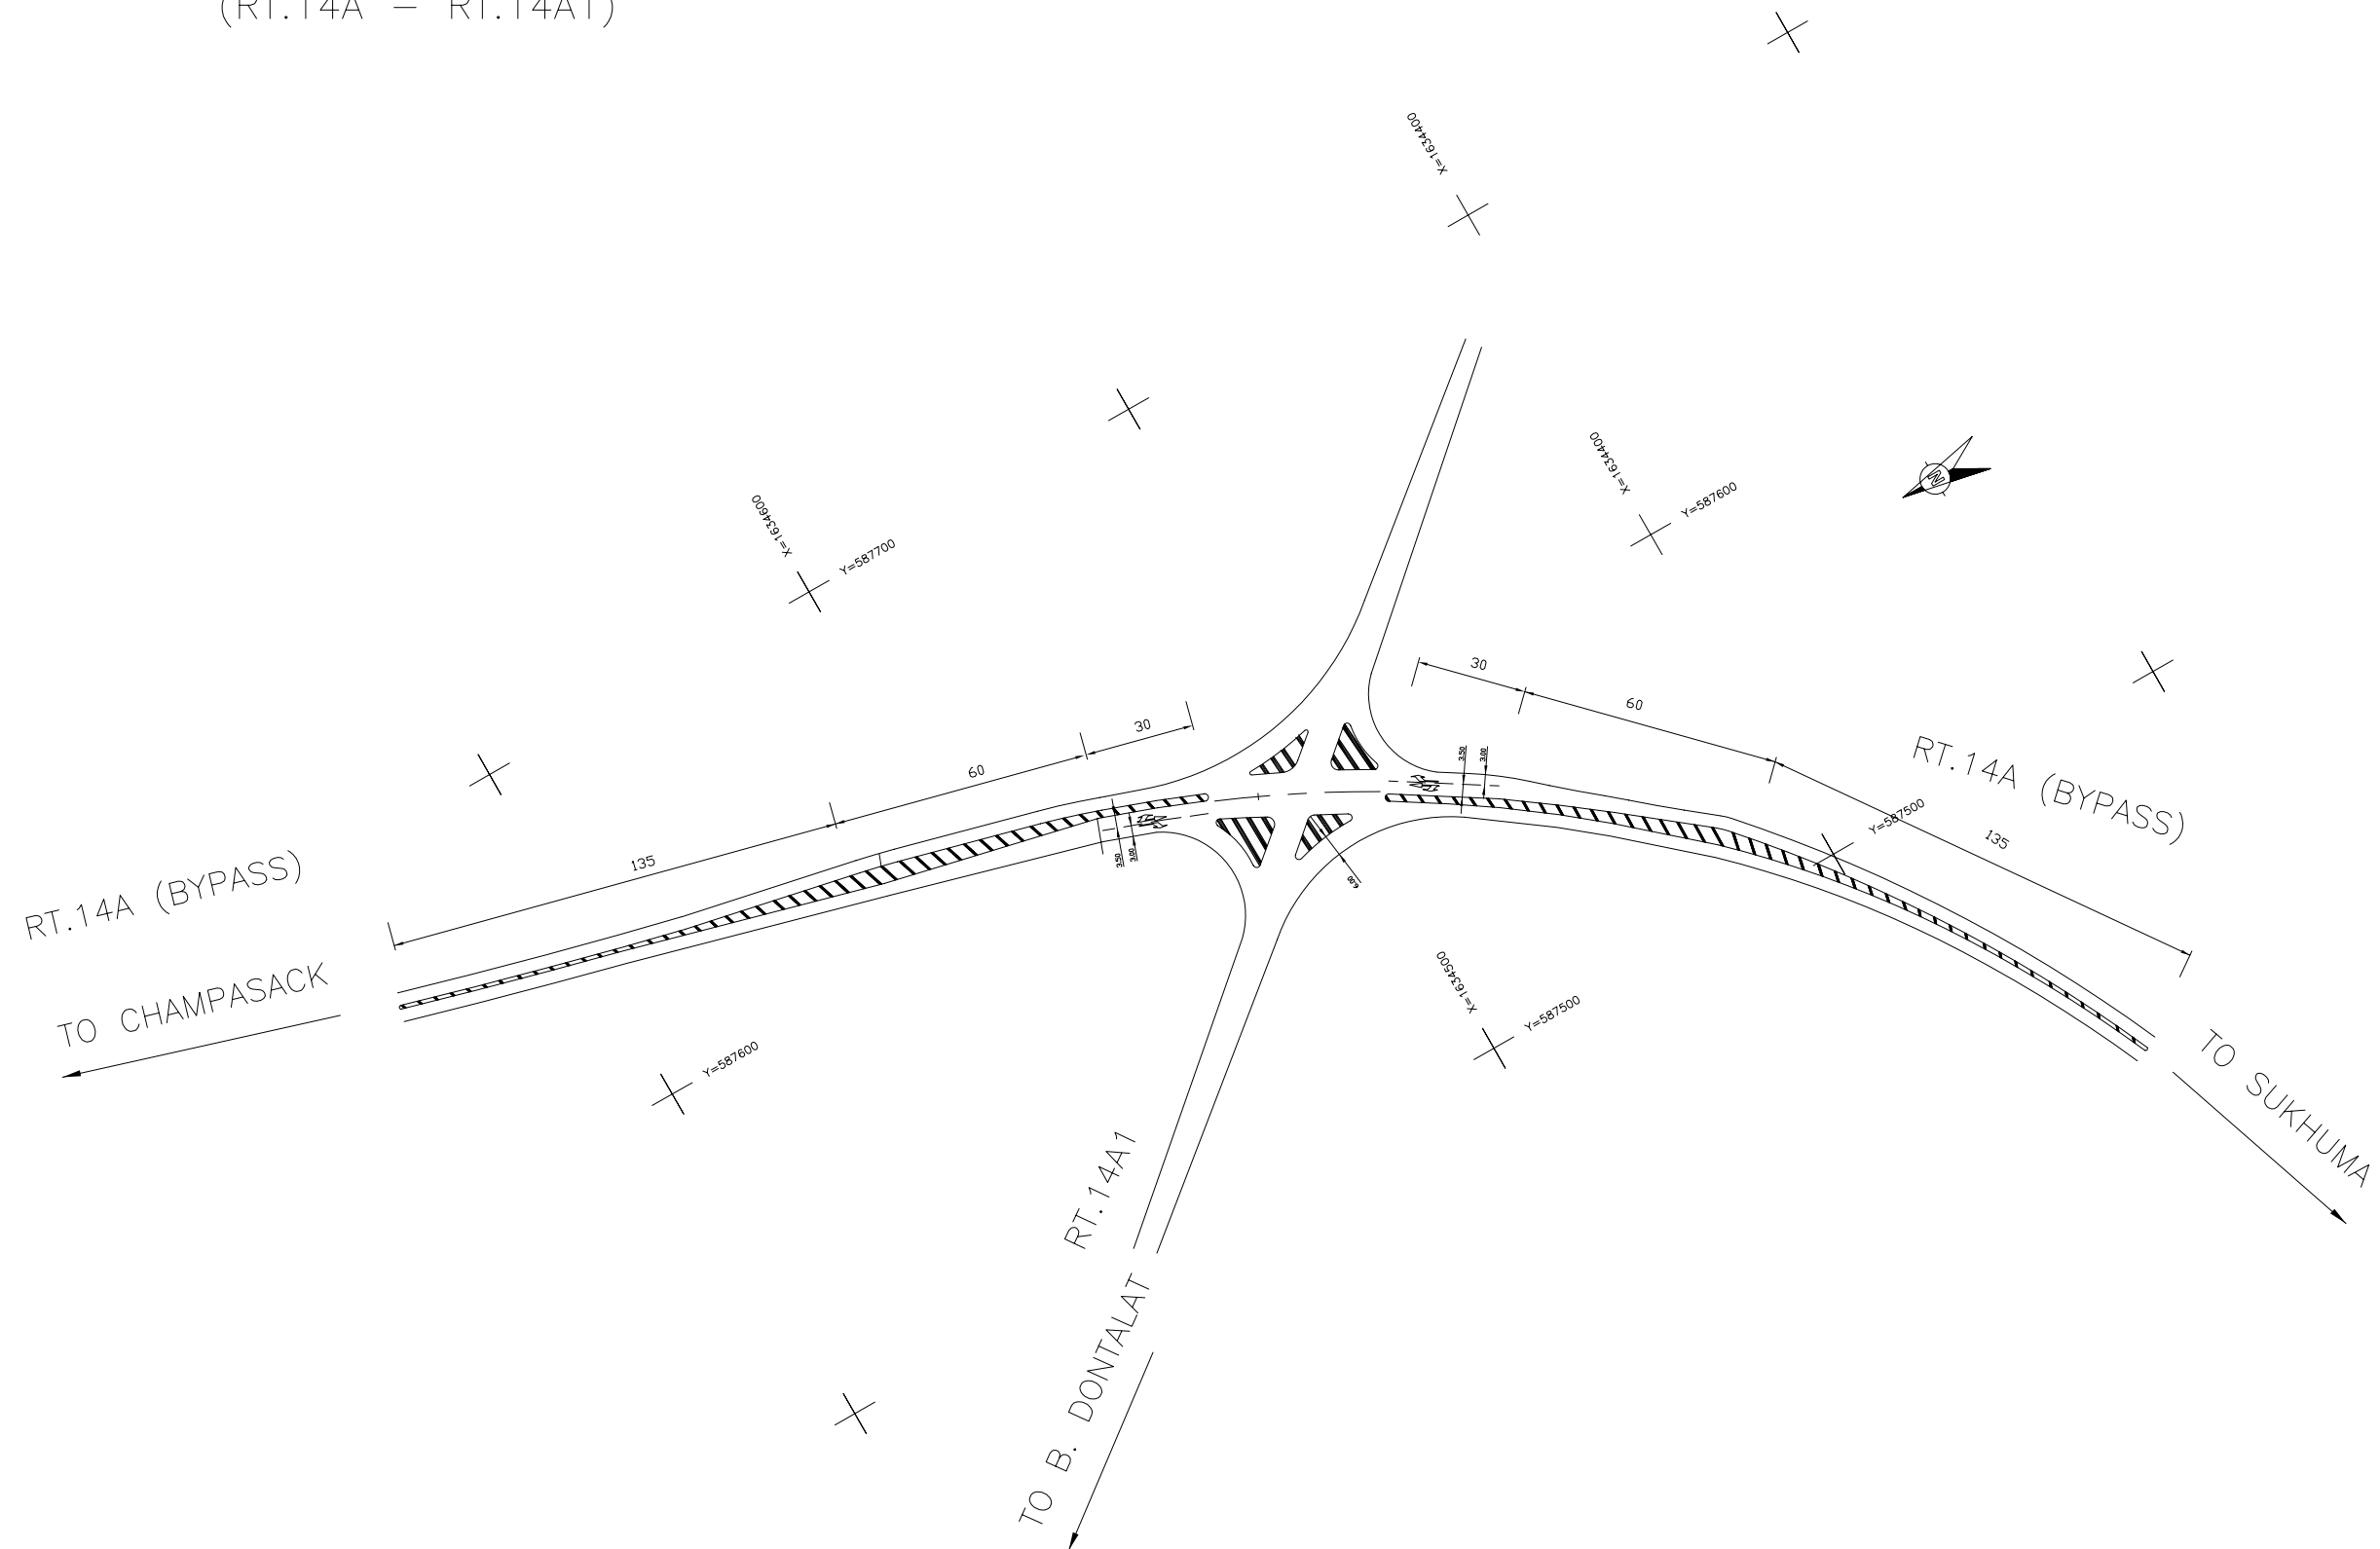 (RT.14A - RT.14A1)
X=1634400
X=1634400
Y=587600
X=1634600
Y=587700
N
30
60
135
RT.14A (BYPASS)
Y=587500
30
60
135
3.50
3.00
3.50
3.00
6.00
RT.14A (BYPASS)
TO CHAMPASACK
X=1634500
Y=587500
Y=587600
TO SUKHUMA
RT.14A1
TO B. DONTALAT